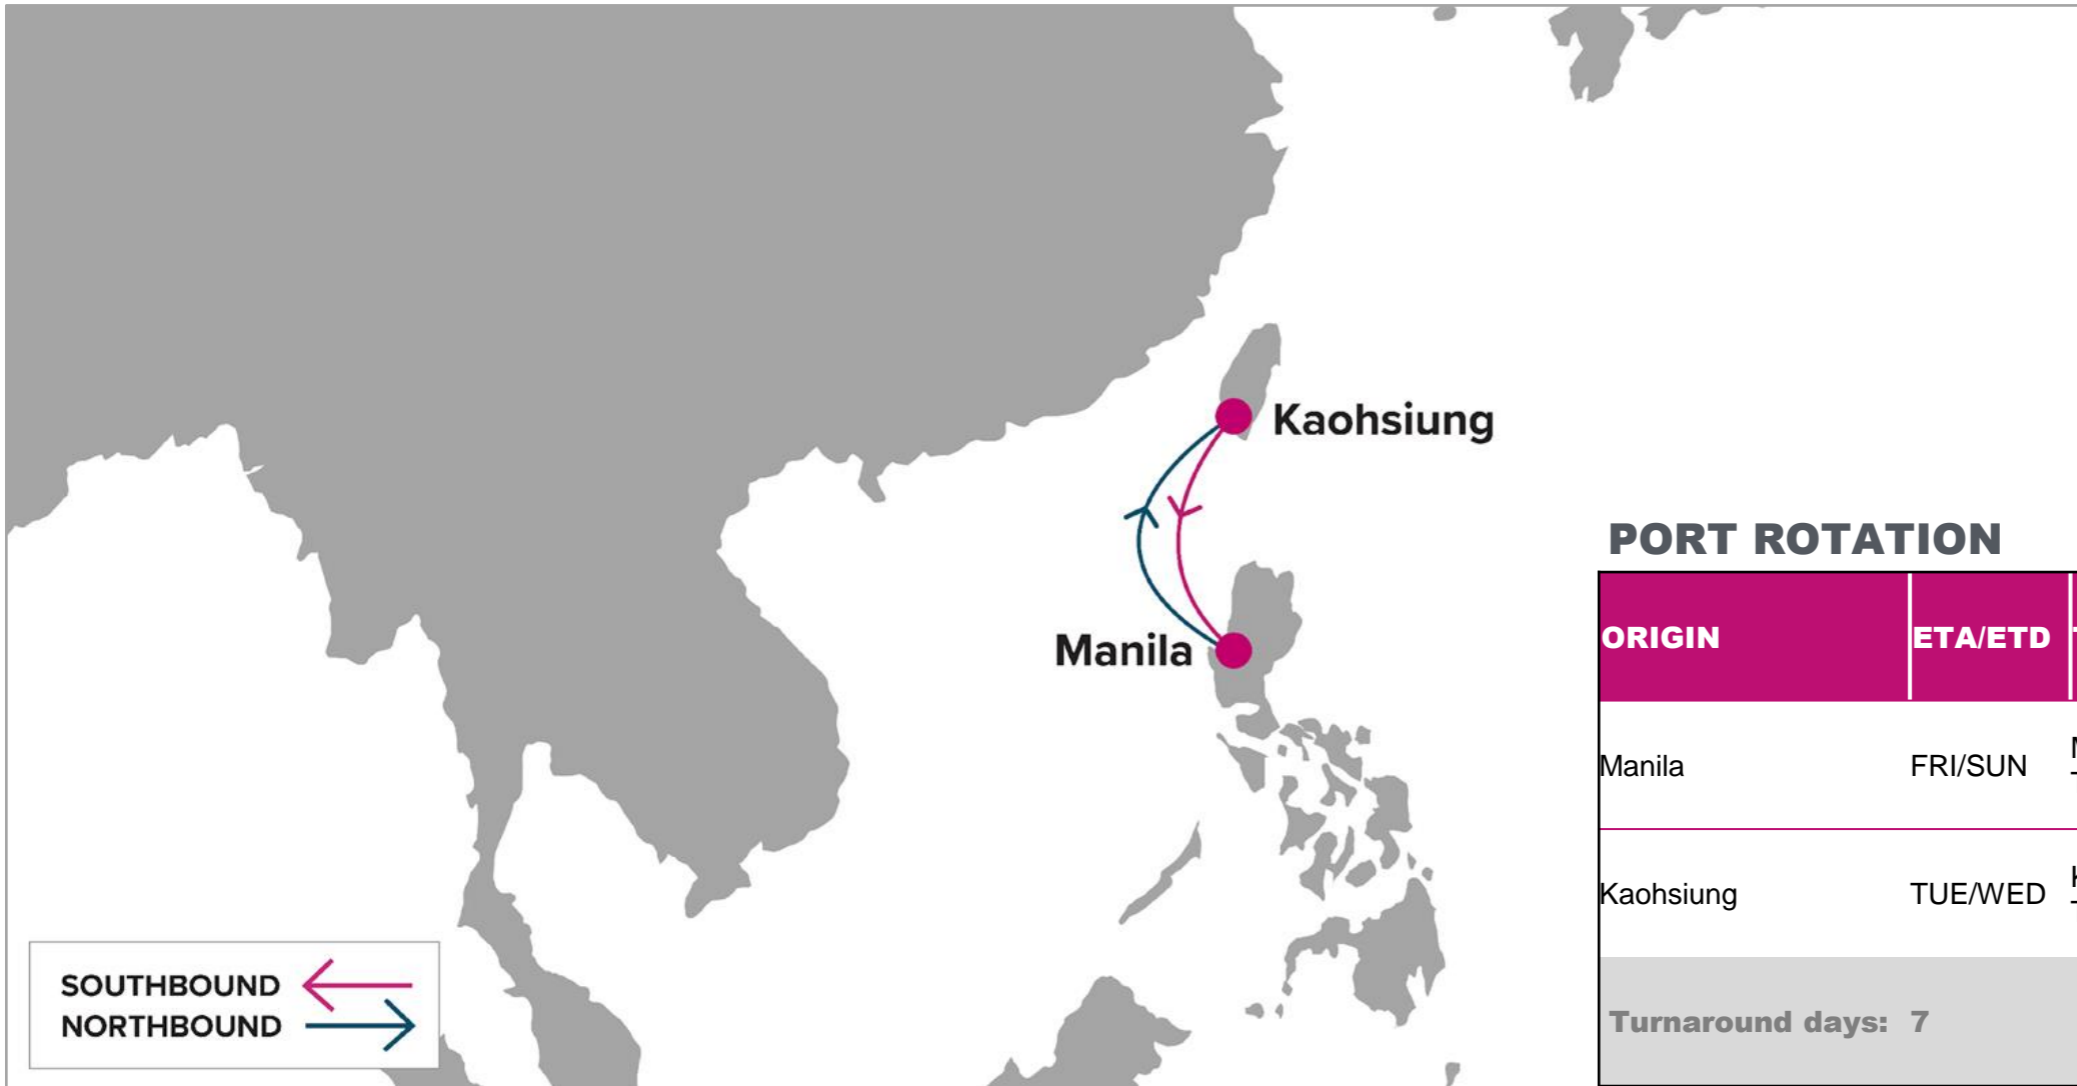 Kaohsiung
Manila
SOUTHBOUND
NORTHBOUND
PORT ROTATION
ORIGIN ETA/ETD
Manila FRI/SUN
Kaohsiung TUE/WED
Turnaround days: 7